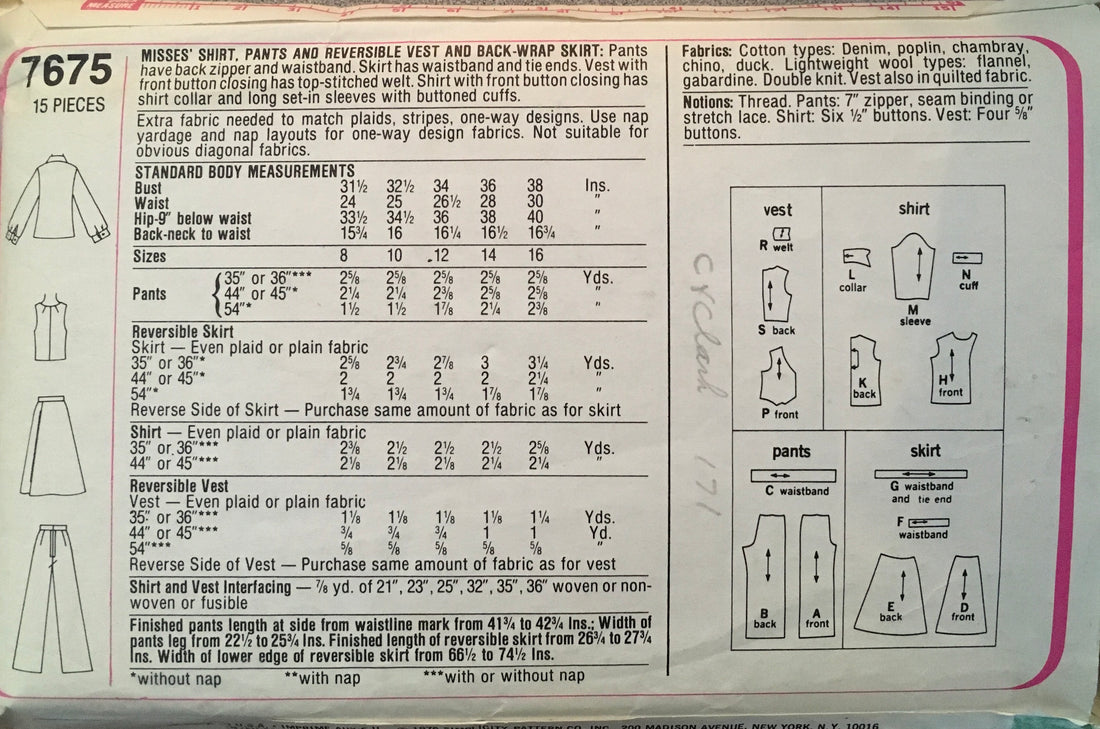 MEASURE
7675
15 PIECES
MISSES' SHIRT, PANTS AND REVERSIBLE VEST AND BACK-WRAP SKIRT: Pants
have back zipper and waistband. Skirt has waistband and tie ends. Vest with
front button closing has top-stitched welt. Shirt with front button closing has
shirt collar and long set-in sleeves with buttoned cuffs.
Extra fabric needed to match plaids, stripes, one-way designs. Use nap
yardage and nap layouts for one-way design fabrics. Not suitable for
obvious diagonal fabrics.
STANDARD BODY MEASUREMENTS
Bust 31½ 32½ 34 36 38 Ins.
Waist 24 25 26½ 28 30 "
Hip-9" below waist 33½ 34½ 36 38 40 "
Back-neck to waist 15¾ 16 16¼ 16½ 16¾ "
Sizes 8 10 12 14 16
Pants
35" or 36"*** 2⅝ 2⅝ 2⅝ 2⅝ 2⅝ Yds.
44" or 45"* 2¼ 2¼ 2⅜ 2⅝ 2⅝ "
54"* 1½ 1½ 1⅞ 2¼ 2⅜ "
Reversible Skirt
Skirt — Even plaid or plain fabric
35" or 36"* 2⅝ 2¾ 2⅞ 3 3¼ Yds.
44" or 45"* 2 2 2 2 2¼ "
54"* 1¾ 1¾ 1¾ 1⅞ 1⅞ "
Reverse Side of Skirt — Purchase same amount of fabric as for skirt
Shirt — Even plaid or plain fabric
35" or 36"*** 2⅜ 2½ 2½ 2½ 2⅝ Yds.
44" or 45"*** 2⅛ 2⅛ 2⅛ 2¼ 2¼ "
Reversible Vest
Vest — Even plaid or plain fabric
35" or 36"*** 1⅛ 1⅛ 1⅛ 1⅛ 1¼ Yds.
44" or 45"*** ¾ ¾ ¾ 1 1 Yd.
54"*** ⅝ ⅝ ⅝ ⅝ ⅝ "
Reverse Side of Vest — Purchase same amount of fabric as for vest
Shirt and Vest Interfacing — ⅞ yd. of 21", 23", 25", 32", 35", 36" woven or non-
woven or fusible
Finished pants length at side from waistline mark from 41¾ to 42¾ Ins.; Width of
pants leg from 22½ to 25¾ Ins. Finished length of reversible skirt from 26¾ to 27¾
Ins. Width of lower edge of reversible skirt from 66½ to 74½ Ins.
*without nap **with nap ***with or without nap
Fabrics: Cotton types: Denim, poplin, chambray,
chino, duck. Lightweight wool types: flannel,
gabardine. Double knit. Vest also in quilted fabric.
Notions: Thread. Pants: 7" zipper, seam binding or
stretch lace. Shirt: Six ½" buttons. Vest: Four ⅝"
buttons.
171
vest
R welt
S back
P front
shirt
L
collar
M
sleeve
N
cuff
K
back
H
front
pants
C waistband
B
back
A
front
skirt
G waistband
and tie end
F
waistband
E
back
D
front
SIMPLICITY PATTERN CO. INC. 200 MADISON AVENUE, NEW YORK, N.Y. 10016